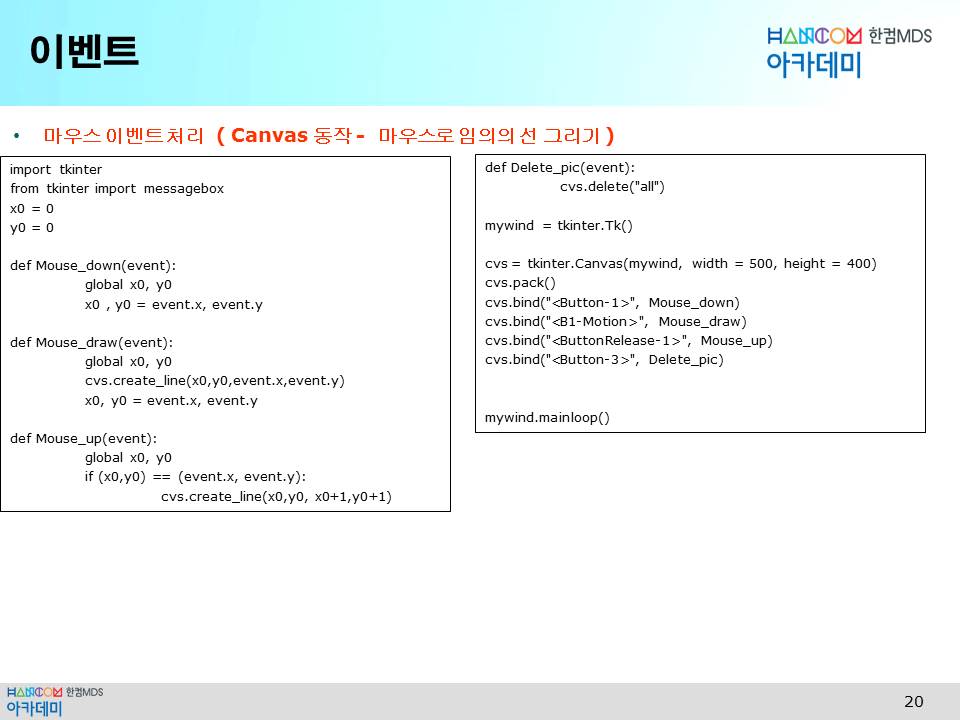 이벤트
HANCOM 한컴MDS
아카데미
• 마우스 이벤트 처리 ( Canvas 동작 - 마우스로 임의의 선 그리기 )
import tkinter
from tkinter import messagebox
x0 = 0
y0 = 0
def Mouse_down(event):
global x0, y0
x0 , y0 = event.x, event.y
def Mouse_draw(event):
global x0, y0
cvs.create_line(x0,y0,event.x,event.y)
x0, y0 = event.x, event.y
def Mouse_up(event):
global x0, y0
if (x0,y0) == (event.x, event.y):
cvs.create_line(x0,y0, x0+1,y0+1)
def Delete_pic(event):
cvs.delete("all")
mywind = tkinter.Tk()
cvs = tkinter.Canvas(mywind, width = 500, height = 400)
cvs.pack()
cvs.bind("<Button-1>", Mouse_down)
cvs.bind("<B1-Motion>", Mouse_draw)
cvs.bind("<ButtonRelease-1>", Mouse_up)
cvs.bind("<Button-3>", Delete_pic)
mywind.mainloop()
HANCOM 한컴MDS
아카데미
20